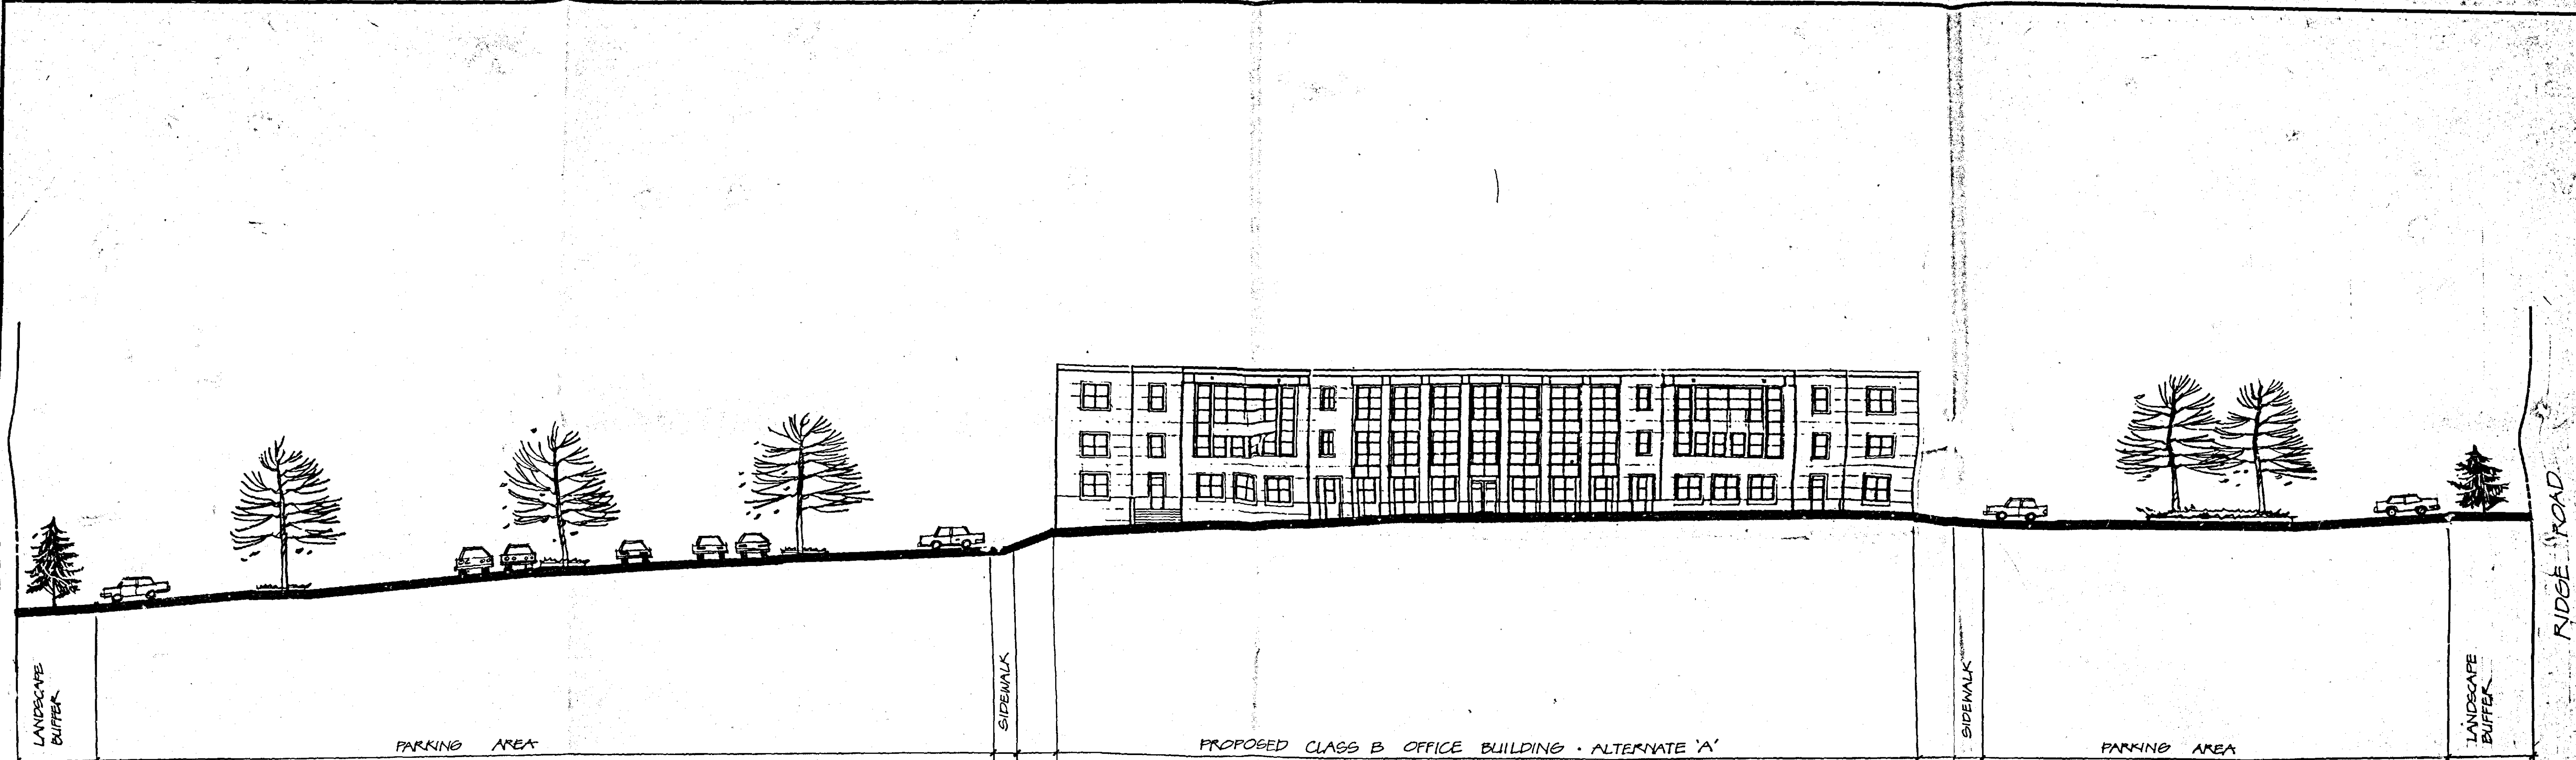 LANDSCAPE
BUFFER
PARKING AREA
SIDEWALK
PROPOSED CLASS B OFFICE BUILDING · ALTERNATE 'A'
SIDEWALK
PARKING AREA
LANDSCAPE
BUFFER
RIDGE ROAD